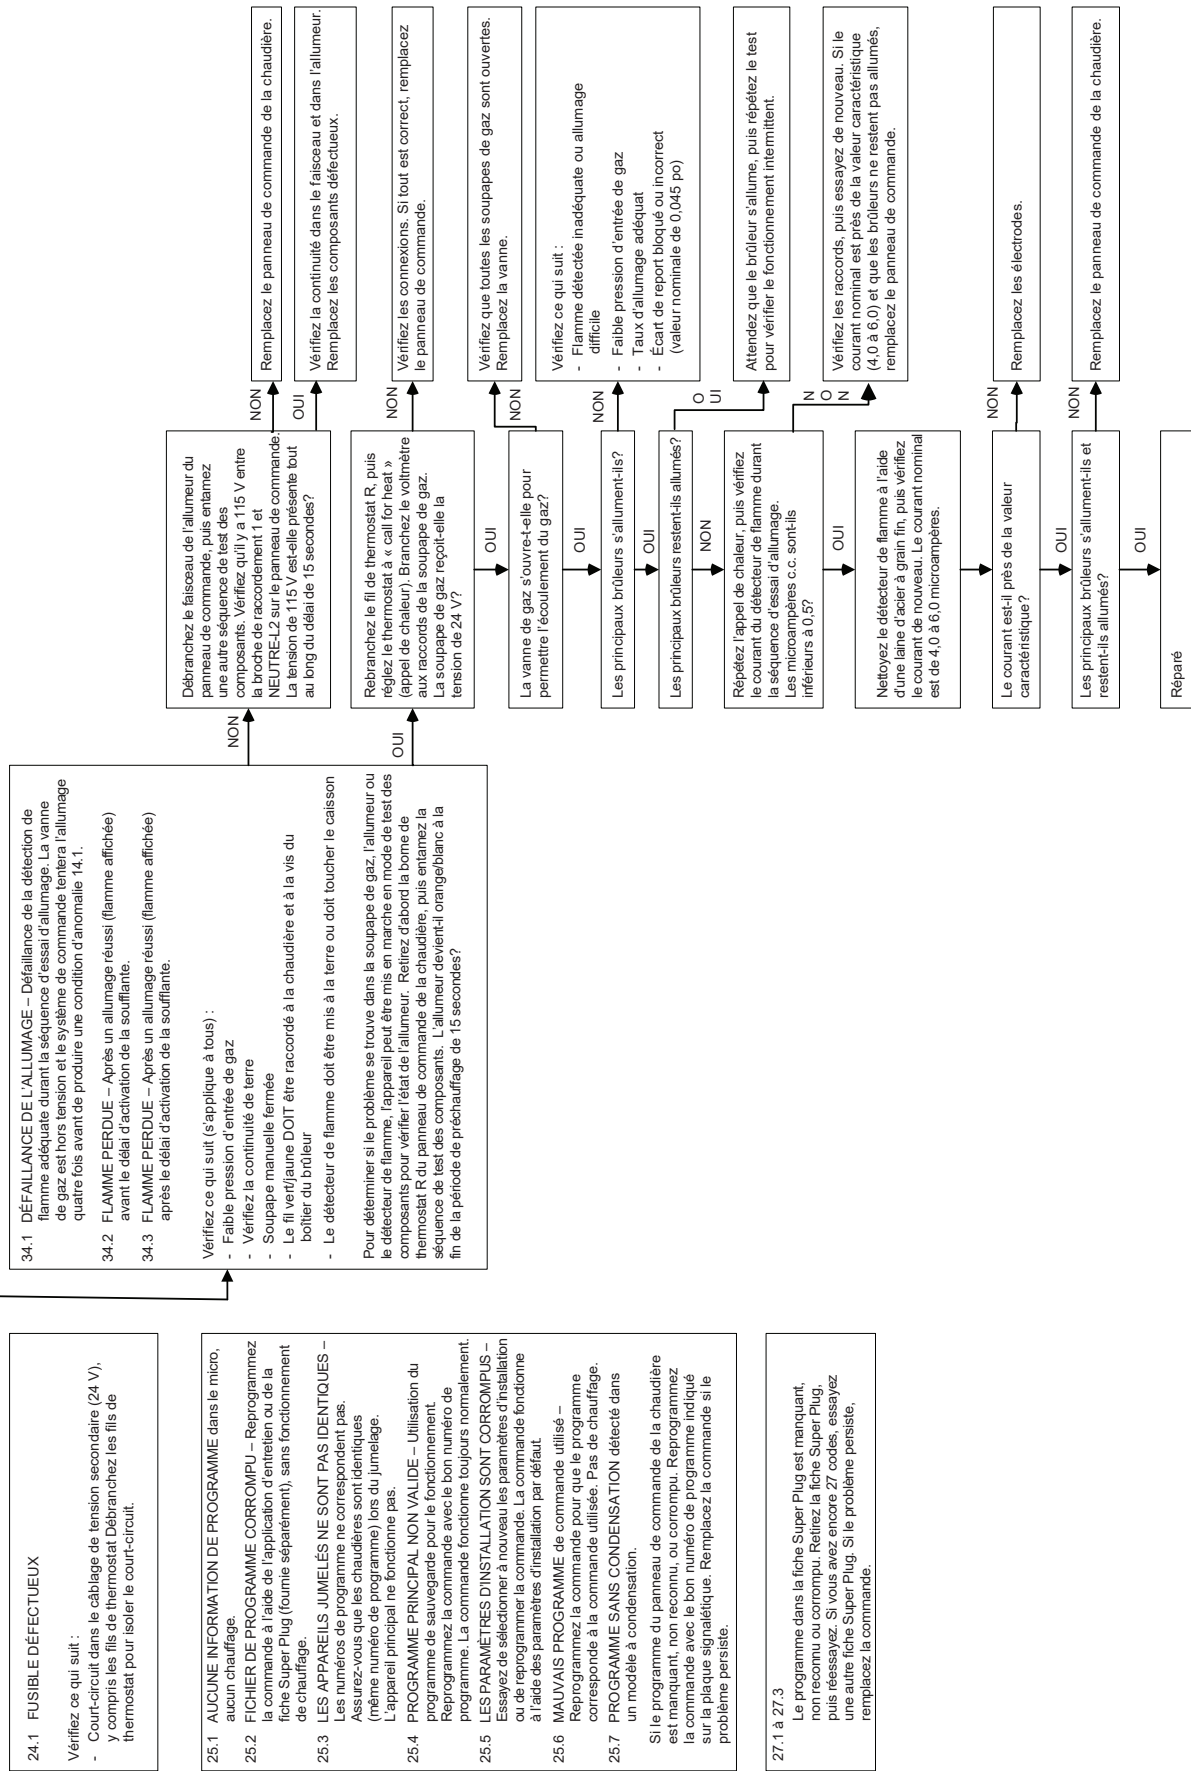 24.1 FUSIBLE DÉFECTUEUX
Vérifiez ce qui suit :
- Court-circuit dans le câblage de tension secondaire (24 V),
y compris les fils de thermostat Débranchez les fils de
thermostat pour isoler le court-circuit.
25.1 AUCUNE INFORMATION DE PROGRAMME dans le micro,
aucun chauffage.
25.2 FICHIER DE PROGRAMME CORROMPU – Reprogrammez
la commande à l'aide de l'application d'entretien ou de la
fiche Super Plug (fournie séparément), sans fonctionnement
de chauffage.
25.3 LES APPAREILS JUMELÉS NE SONT PAS IDENTIQUES –
Les numéros de programme ne correspondent pas.
Assurez-vous que les chaudières sont identiques
(même numéro de programme) lors du jumelage.
L'appareil principal ne fonctionne pas.
25.4 PROGRAMME PRINCIPAL NON VALIDE – Utilisation du
programme de sauvegarde pour le fonctionnement.
Reprogrammez la commande avec le bon numéro de
programme. La commande fonctionne toujours normalement.
25.5 LES PARAMÈTRES D'INSTALLATION SONT CORROMPUS –
Essayez de sélectionner à nouveau les paramètres d'installation
ou de reprogrammer la commande. La commande fonctionne
à l'aide des paramètres d'installation par défaut.
25.6 MAUVAIS PROGRAMME de commande utilisé –
Reprogrammez la commande pour que le programme
corresponde à la commande utilisée. Pas de chauffage.
25.7 PROGRAMME SANS CONDENSATION détecté dans
un modèle à condensation.
Si le programme du panneau de commande de la chaudière
est manquant, non reconnu, ou corrompu. Reprogrammez
la commande avec le bon numéro de programme indiqué
sur la plaque signalétique. Remplacez la commande si le
problème persiste.
27.1 à 27.3
Le programme dans la fiche Super Plug est manquant,
non reconnu ou corrompu. Retirez la fiche Super Plug,
puis réessayez. Si vous avez encore 27 codes, essayez
une autre fiche Super Plug. Si le problème persiste,
remplacez la commande.
34.1 DÉFAILLANCE DE L'ALLUMAGE – Défaillance de la détection de
flamme adéquate durant la séquence d'essai d'allumage. La vanne
de gaz est hors tension et le système de commande tentera l'allumage
quatre fois avant de produire une condition d'anomalie 14.1.
34.2 FLAMME PERDUE – Après un allumage réussi (flamme affichée)
avant le délai d'activation de la soufflante.
34.3 FLAMME PERDUE – Après un allumage réussi (flamme affichée)
après le délai d'activation de la soufflante.
Vérifiez ce qui suit (s'applique à tous) :
- Faible pression d'entrée de gaz
- Vérifiez la continuité de terre
- Soupape manuelle fermée
- Le fil vert/jaune DOIT être raccordé à la chaudière et à la vis du
boîtier du brûleur
- Le détecteur de flamme doit être mis à la terre ou doit toucher le caisson
Pour déterminer si le problème se trouve dans la soupape de gaz, l'allumeur ou
le détecteur de flamme, l'appareil peut être mis en marche en mode de test des
composants pour vérifier l'état de l'allumeur. Retirez d'abord la borne de
thermostat R du panneau de commande de la chaudière, puis entamez la
séquence de test des composants. L'allumeur devient-il orange/blanc à la
fin de la période de préchauffage de 15 secondes?
NON
OUI
Débranchez le faisceau de l'allumeur du
panneau de commande, puis entamez
une autre séquence de test des
composants. Vérifiez qu'il y a 115 V entre
la broche de raccordement 1 et
NEUTRE-L2 sur le panneau de commande.
La tension de 115 V est-elle présente tout
au long du délai de 15 secondes?
NON
Remplacez le panneau de commande de la chaudière.
OUI
Vérifiez la continuité dans le faisceau et dans l'allumeur.
Remplacez les composants défectueux.
Rebranchez le fil de thermostat R, puis
réglez le thermostat à « call for heat »
(appel de chaleur). Branchez le voltmètre
aux raccords de la soupape de gaz.
La soupape de gaz reçoit-elle la
tension de 24 V?
NON
Vérifiez les connexions. Si tout est correct, remplacez
le panneau de commande.
OUI
La vanne de gaz s'ouvre-t-elle pour
permettre l'écoulement du gaz?
NON
Vérifiez que toutes les soupapes de gaz sont ouvertes.
Remplacez la vanne.
OUI
Les principaux brûleurs s'allument-ils?
NON
Vérifiez ce qui suit :
- Flamme détectée inadéquate ou allumage
difficile
- Faible pression d'entrée de gaz
- Taux d'allumage adéquat
- Écart de report bloqué ou incorrect
(valeur nominale de 0,045 po)
OUI
Les principaux brûleurs restent-ils allumés?
O
UI
Attendez que le brûleur s'allume, puis répétez le test
pour vérifier le fonctionnement intermittent.
NON
Répétez l'appel de chaleur, puis vérifiez
le courant du détecteur de flamme durant
la séquence d'essai d'allumage.
Les microampères c.c. sont-ils
inférieurs à 0,5?
N
O
N
Vérifiez les raccords, puis essayez de nouveau. Si le
courant nominal est près de la valeur caractéristique
(4,0 à 6,0) et que les brûleurs ne restent pas allumés,
remplacez le panneau de commande.
OUI
Nettoyez le détecteur de flamme à l'aide
d'une laine d'acier à grain fin, puis vérifiez
le courant de nouveau. Le courant nominal
est de 4,0 à 6,0 microampères.
Le courant est-il près de la valeur
caractéristique?
NON
Remplacez les électrodes.
OUI
Les principaux brûleurs s'allument-ils et
restent-ils allumés?
NON
Remplacez le panneau de commande de la chaudière.
OUI
Réparé